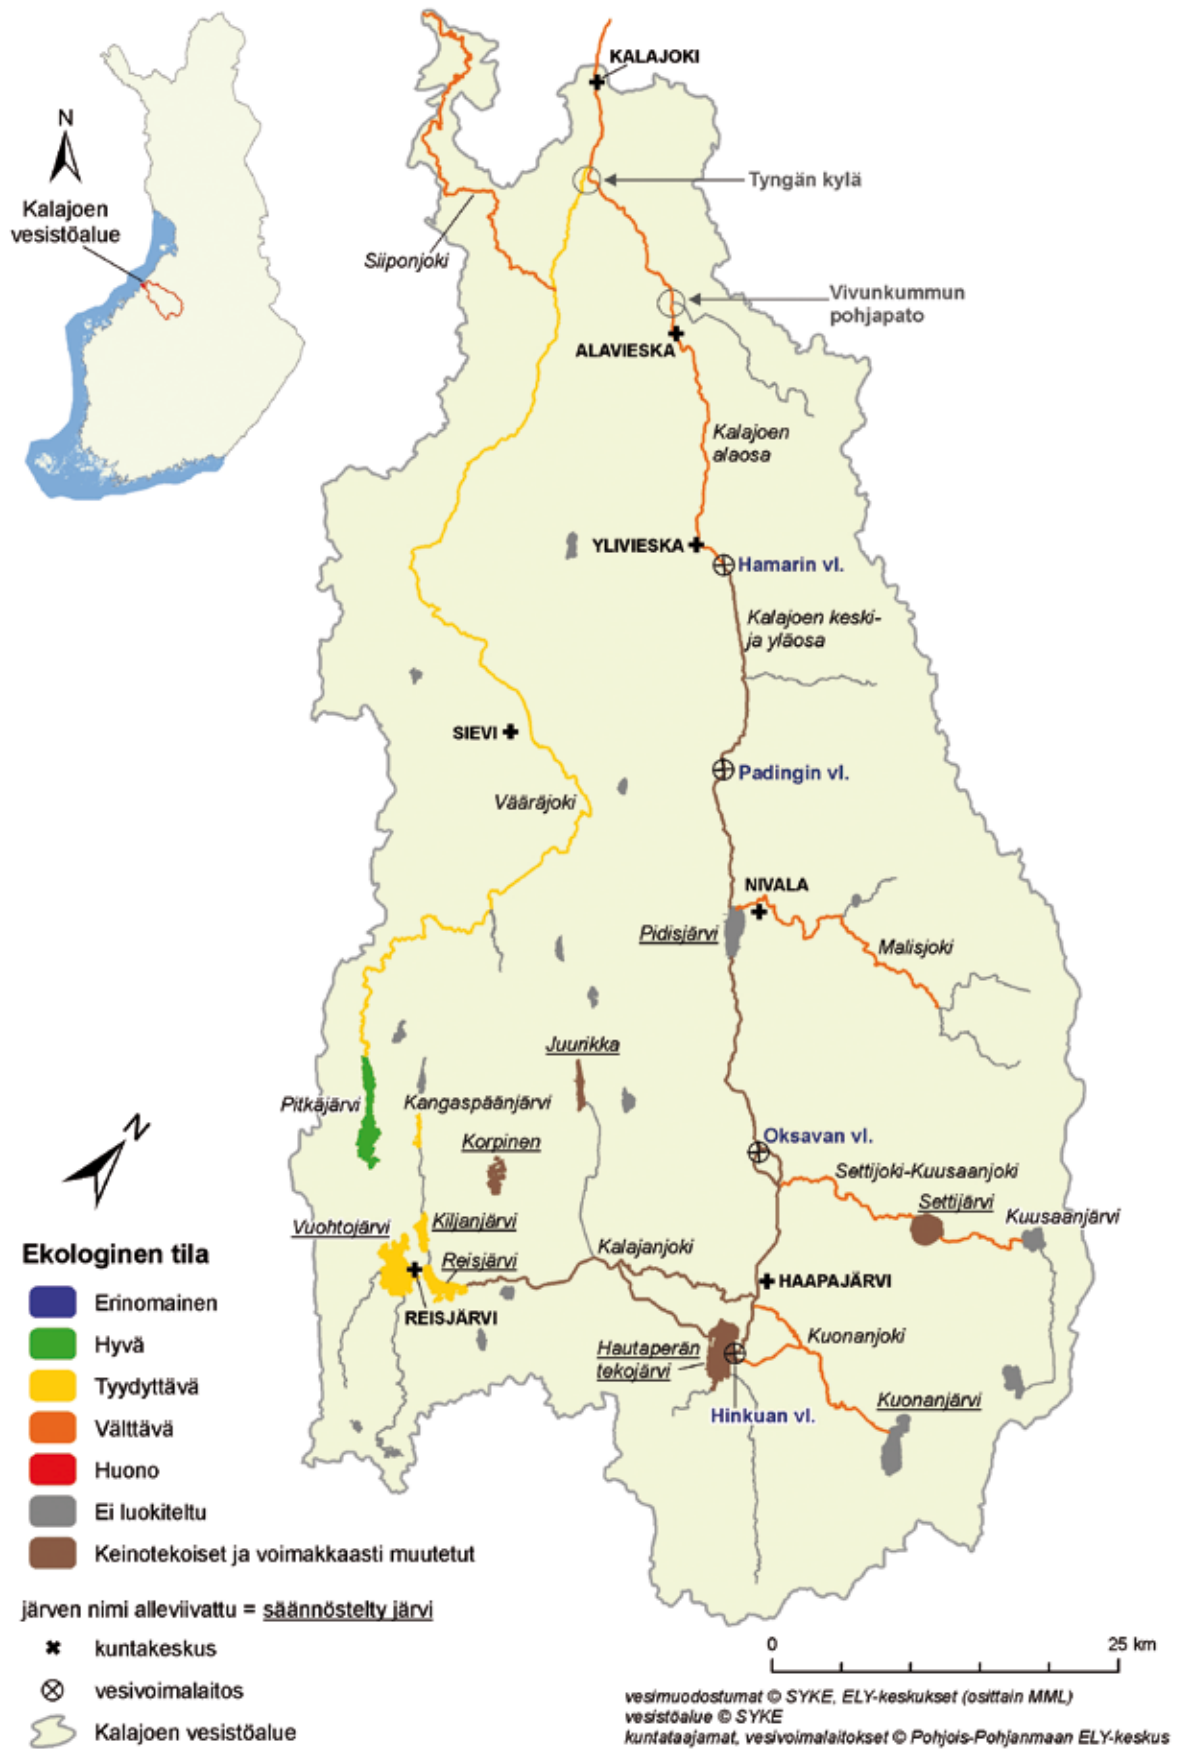 KALAJOKI
N
Tyngän kylä
Kalajoen
vesistöalue
Siiponjoki
Vivunkummun
pohjapato
ALAVIESKA
Kalajoen
alaosa
YLIVIESKA
Hamarin vl.
Kalajoen keski-
ja yläosa
SIEVI
Padingin vl.
Vääräjoki
NIVALA
Pidisjärvi
Malisjoki
Juurikka
Pitkäjärvi
Kangaspäänjärvi
N
Oksavan vl.
Korpinen
Settijoki-Kuusaanjoki
Settijärvi
Kuusaanjärvi
Vuohtojärvi
Kiljanjärvi
Kalajanjoki
Reisjärvi
HAAPAJÄRVI
REISJÄRVI
Kuonanjoki
Hautaperän
tekojärvi
Kuonanjärvi
Hinkuan vl.
Ekologinen tila
Erinomainen
Hyvä
Tyydyttävä
Välttävä
Huono
Ei luokiteltu
Keinotekoiset ja voimakkaasti muutetut
järven nimi alleviivattu = säännöstelty järvi
kuntakeskus
vesivoimalaitos
Kalajoen vesistöalue
0 25 km
vesimuodostumat © SYKE, ELY-keskukset (osittain MML)
vesistöalue © SYKE
kuntataajamat, vesivoimalaitokset © Pohjois-Pohjanmaan ELY-keskus